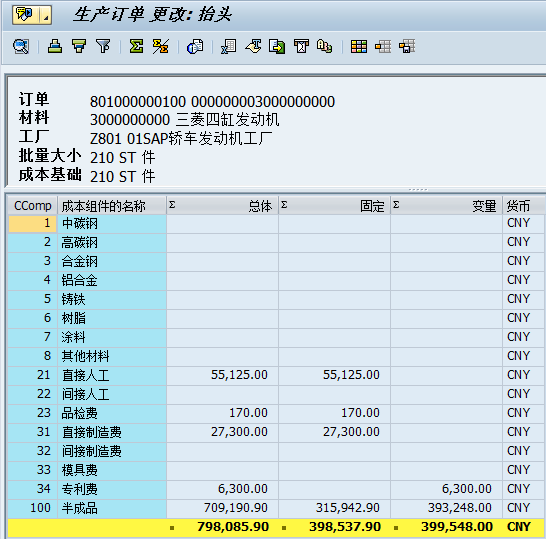 生产订单 更改: 抬头
订单 801000000100 000000003000000000
材料 3000000000 三菱四缸发动机
工厂 Z801 01SAP轿车发动机工厂
批量大小 210 ST 件
成本基础 210 ST 件
CComp 成本组件的名称 Σ 总体 Σ 固定 Σ 变量 货币
1 中碳钢 CNY
2 高碳钢 CNY
3 合金钢 CNY
4 铝合金 CNY
5 铸铁 CNY
6 树脂 CNY
7 涂料 CNY
8 其他材料 CNY
21 直接人工 55,125.00 55,125.00 CNY
22 间接人工 CNY
23 品检费 170.00 170.00 CNY
31 直接制造费 27,300.00 27,300.00 CNY
32 间接制造费 CNY
33 模具费 CNY
34 专利费 6,300.00 6,300.00 CNY
100 半成品 709,190.90 315,942.90 393,248.00 CNY
798,085.90 398,537.90 399,548.00 CNY